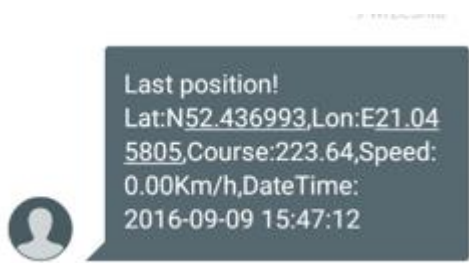 Last position!
Lat:N52.436993,Lon:E21.04
5805,Course:223.64,Speed:
0.00Km/h,DateTime:
2016-09-09 15:47:12